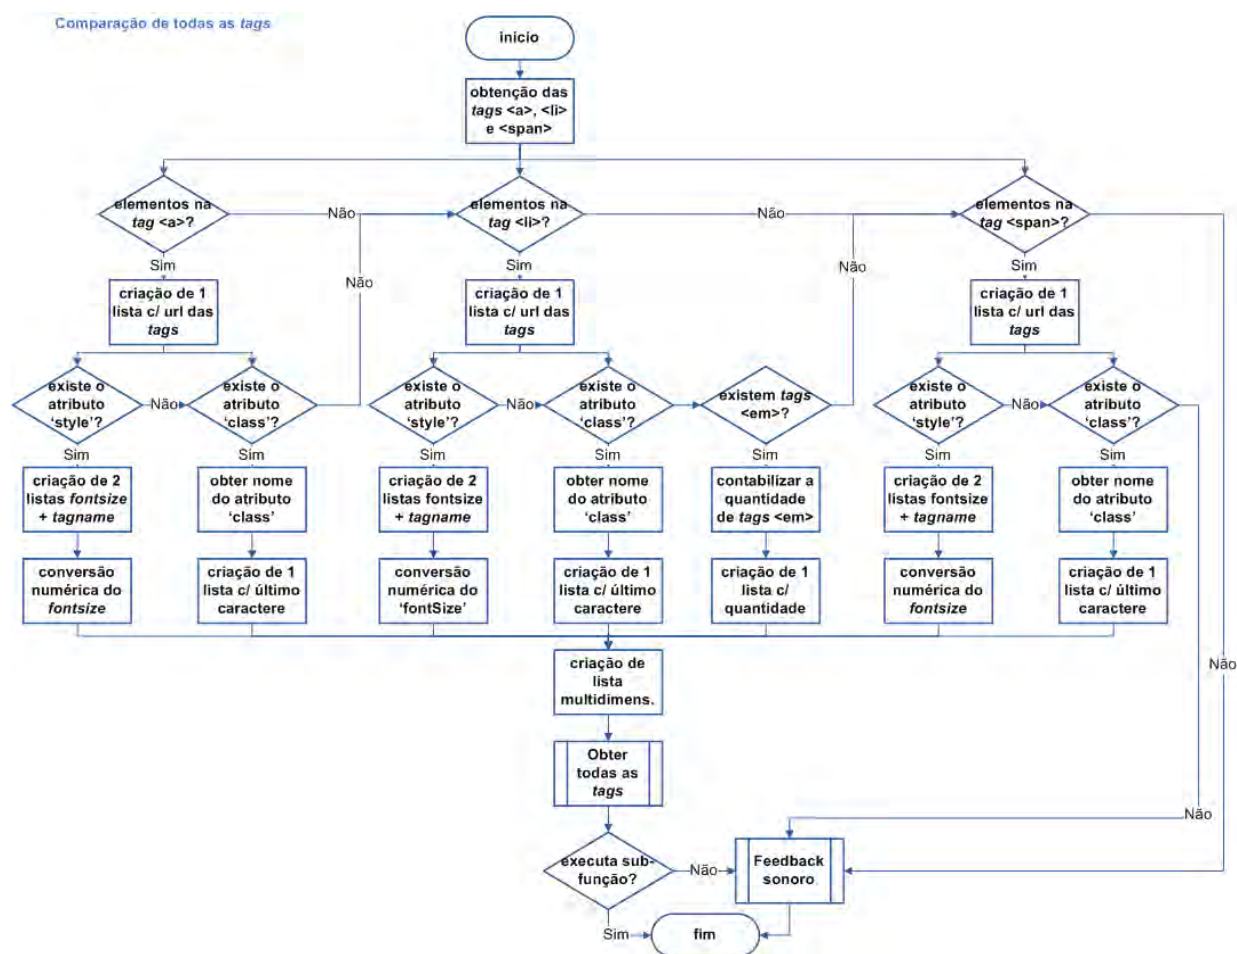 Comparação de todas as tags
inicio
obtenção das
tags <a>, <li>
e <span>
elementos na
tag <a>?
Não
elementos na
tag <li>?
Não
elementos na
tag <span>?
Sim
Não
Sim
Não
Sim
criação de 1
lista c/ url das
tags
criação de 1
lista c/ url das
tags
criação de 1
lista c/ url das
tags
existe o
atributo
'style'?
Não
existe o
atributo
'class'?
existe o
atributo
'style'?
Não
existe o
atributo
'class'?
existem tags
<em>?
existe o
atributo
'style'?
Não
existe o
atributo
'class'?
Sim
Sim
Sim
Sim
Sim
Sim
Sim
criação de 2
listas fontsize
+ tagname
obter nome
do atributo
'class'
criação de 2
listas fontsize
+ tagname
obter nome
do atributo
'class'
contabilizar a
quantidade
de tags <em>
criação de 2
listas fontsize
+ tagname
obter nome
do atributo
'class'
conversão
numérica do
fontsize
criação de 1
lista c/ último
caractere
conversão
numérica do
'fontSize'
criação de 1
lista c/ último
caractere
criação de 1
lista c/
quantidade
conversão
numérica do
fontsize
criação de 1
lista c/ último
caractere
criação de
lista
multidimens.
Não
Obter
todas as
tags
Não
executa sub-
função?
Não
Feedback
sonoro
Sim
fim